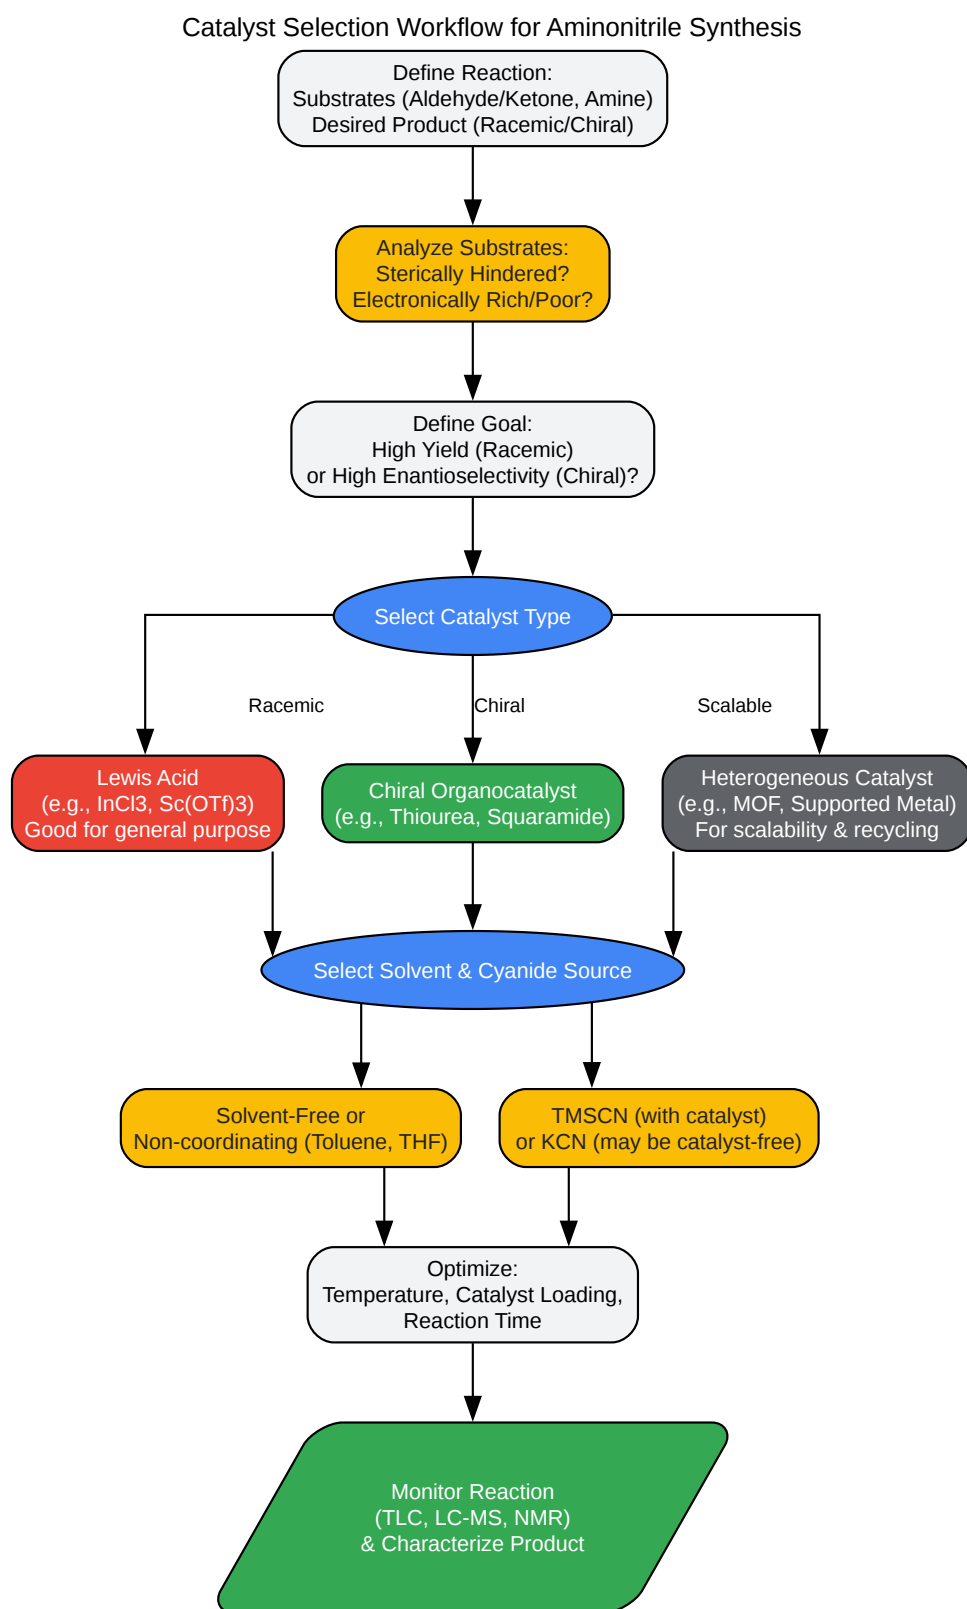 Catalyst Selection Workflow for Aminonitrile Synthesis
Define Reaction:
Substrates (Aldehyde/Ketone, Amine)
Desired Product (Racemic/Chiral)
Analyze Substrates:
Sterically Hindered?
Electronically Rich/Poor?
Define Goal:
High Yield (Racemic)
or High Enantioselectivity (Chiral)?
Select Catalyst Type
Racemic
Chiral
Scalable
Lewis Acid
(e.g., InCl3, Sc(OTf)3)
Good for general purpose
Chiral Organocatalyst
(e.g., Thiourea, Squaramide)
Heterogeneous Catalyst
(e.g., MOF, Supported Metal)
For scalability & recycling
Select Solvent & Cyanide Source
Solvent-Free or
Non-coordinating (Toluene, THF)
TMSCN (with catalyst)
or KCN (may be catalyst-free)
Optimize:
Temperature, Catalyst Loading,
Reaction Time
Monitor Reaction
(TLC, LC-MS, NMR)
& Characterize Product